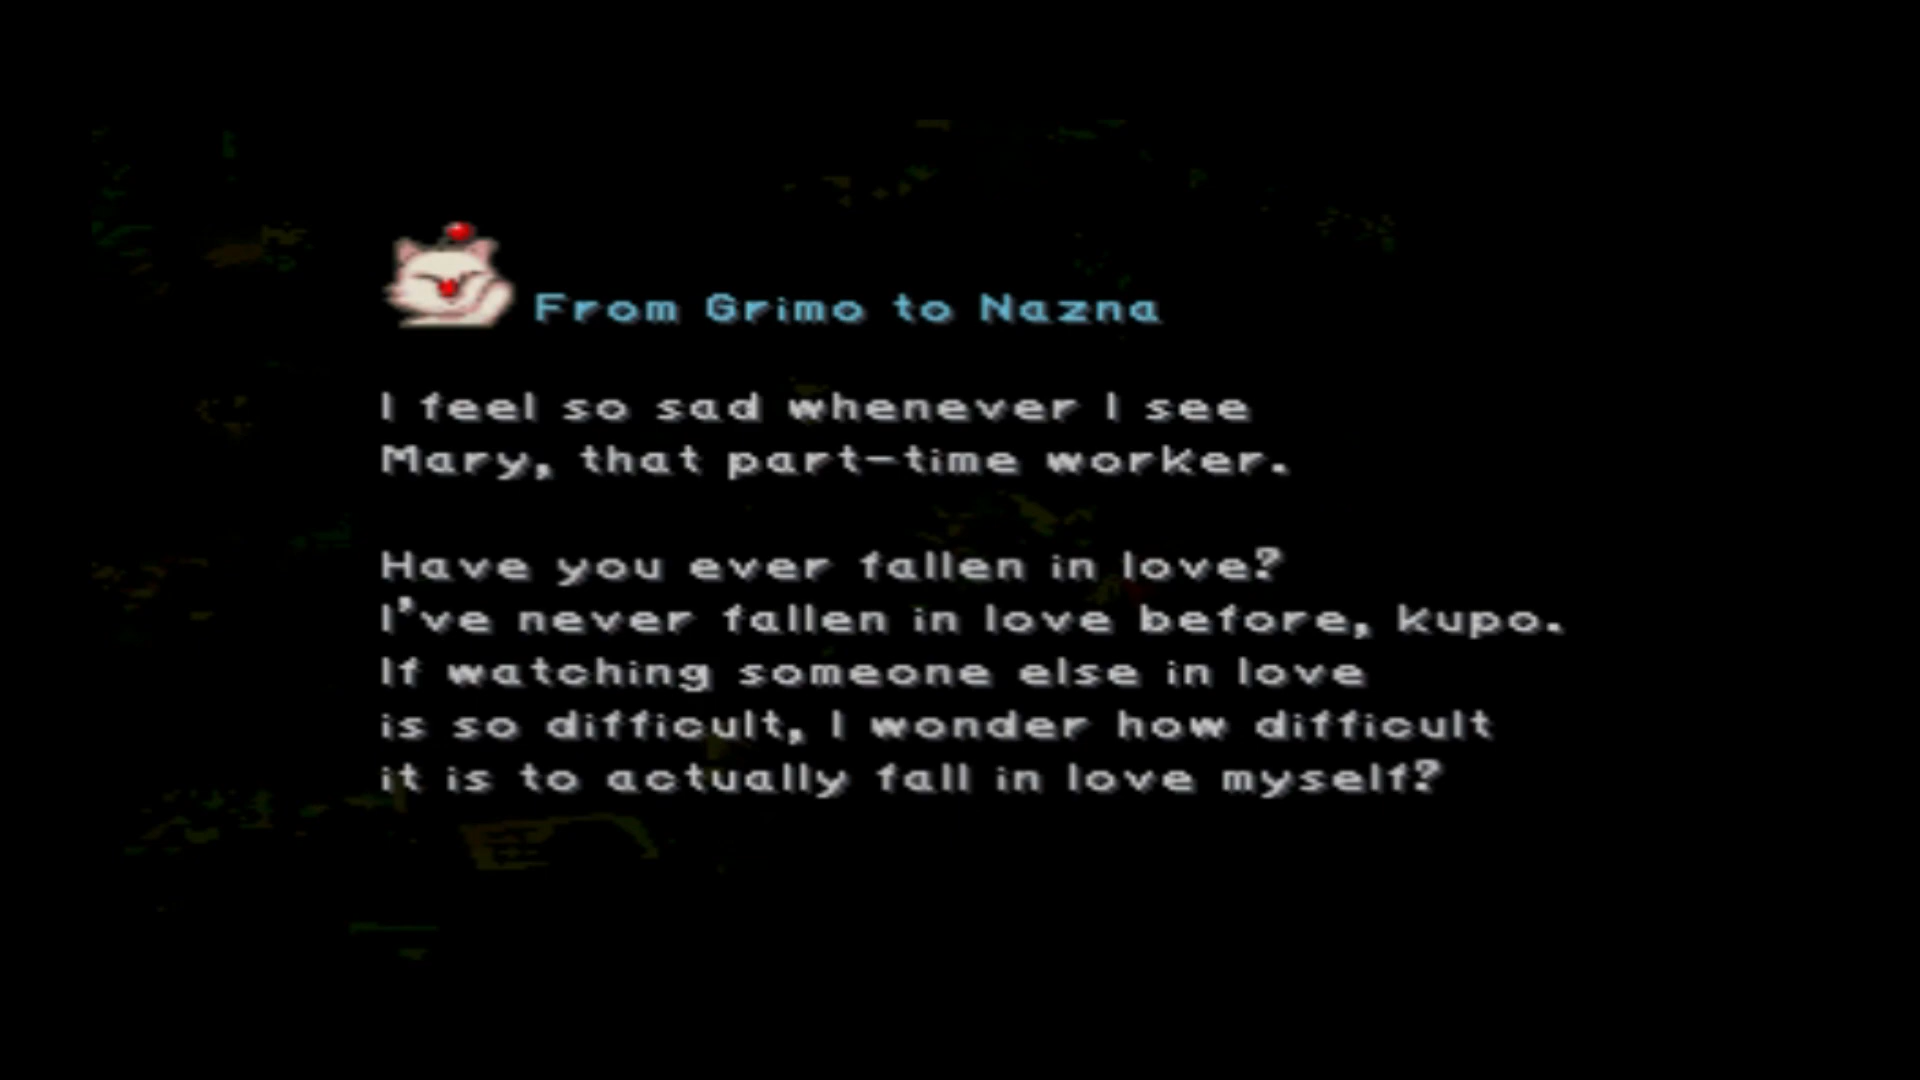 From Grimo to Nazna
I feel so sad whenever I see
Mary, that part-time worker.
Have you ever fallen in love?
I've never fallen in love before, kupo.
If watching someone else in love
is so difficult, I wonder how difficult
it is to actually fall in love myself?